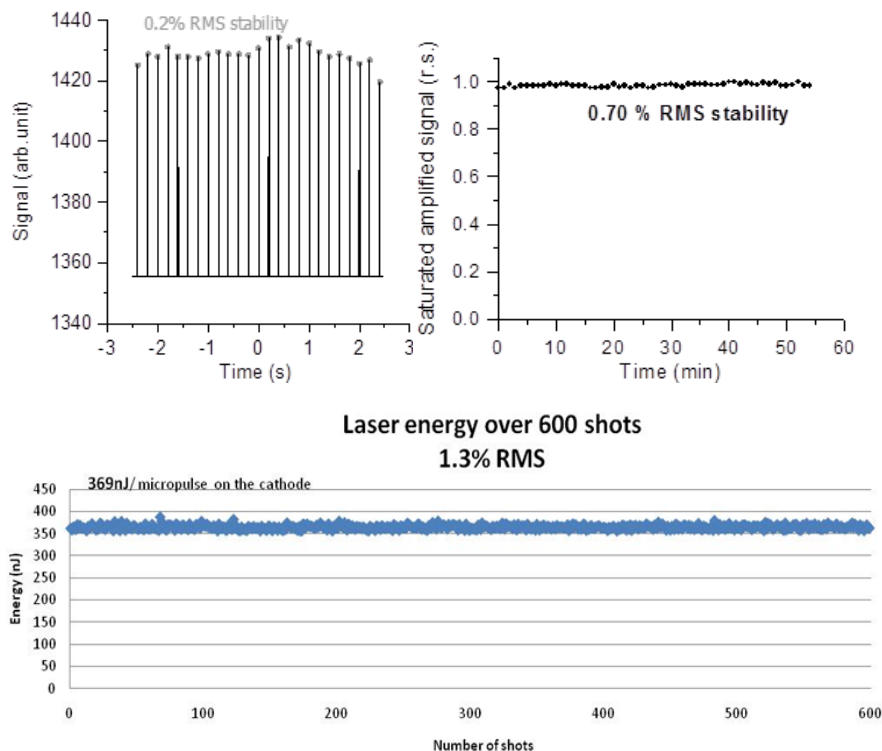 0.2% RMS stability
Signal (arb.unit)
1440
1420
1400
1380
1360
1340
-3 -2 -1 0 1 2 3
Time (s)
Saturated amplified signal (r.s.)
1.0
0.8
0.6
0.4
0.2
0.0
0.70 % RMS stability
0 10 20 30 40 50 60
Time (min)
Laser energy over 600 shots
1.3% RMS
369nJ/ micropulse on the cathode
Energy (nJ)
450
400
350
300
250
200
150
100
50
0
0 100 200 300 400 500 600
Number of shots